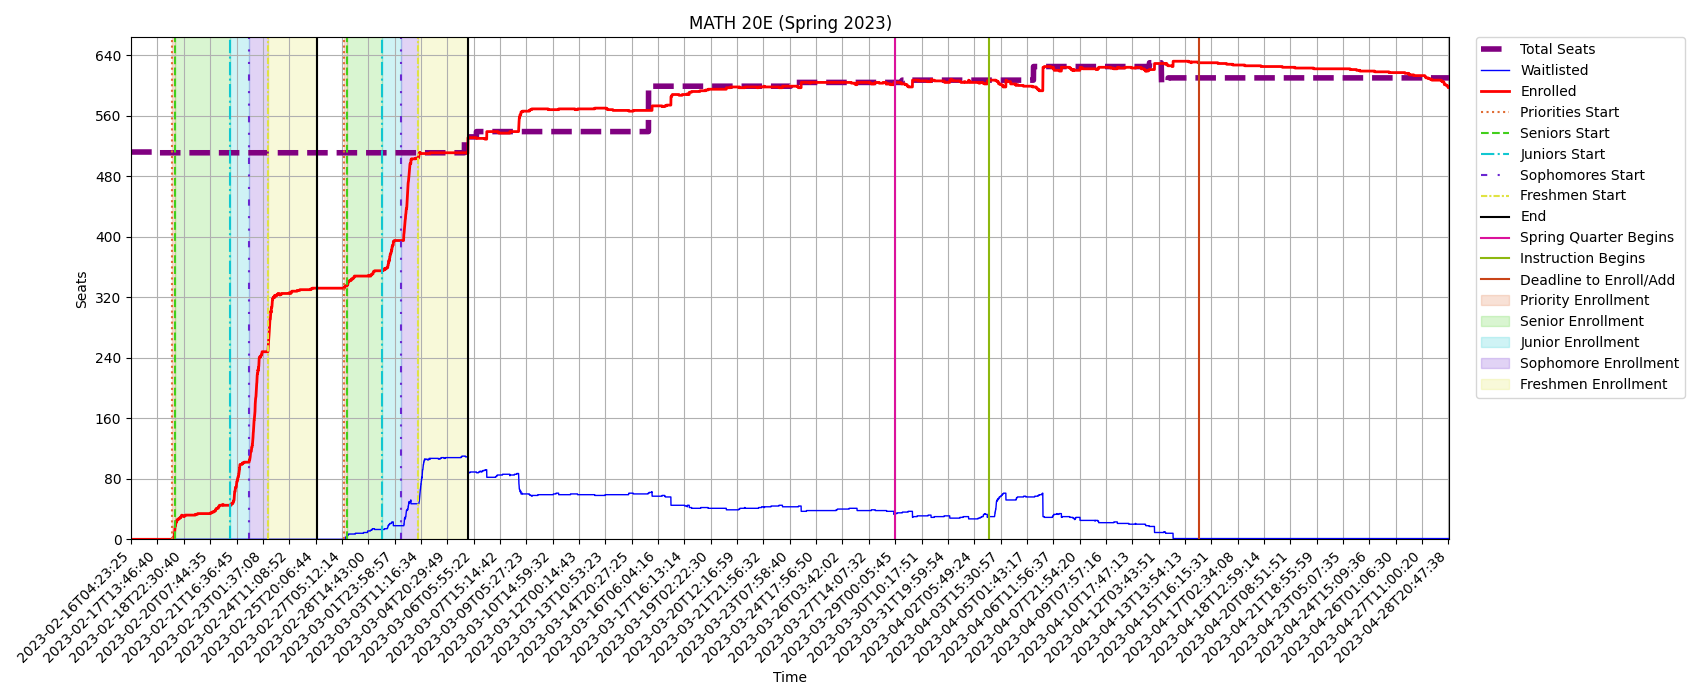 MATH 20E (Spring 2023)
Seats
640
560
480
400
320
240
160
80
0
2023-02-16T04:23:25
2023-02-17T13:46:40
2023-02-18T22:30:40
2023-02-20T07:44:35
2023-02-21T16:36:45
2023-02-23T01:37:08
2023-02-24T11:08:52
2023-02-25T20:06:44
2023-02-27T05:12:14
2023-02-28T14:43:00
2023-03-01T23:58:57
2023-03-03T11:16:34
2023-03-04T20:29:49
2023-03-06T05:55:22
2023-03-07T15:14:42
2023-03-09T05:27:23
2023-03-10T14:59:32
2023-03-12T00:14:43
2023-03-13T10:53:23
2023-03-14T20:27:25
2023-03-16T06:04:16
2023-03-17T16:13:14
2023-03-19T02:22:30
2023-03-20T12:16:59
2023-03-21T21:56:32
2023-03-23T07:58:40
2023-03-24T17:56:50
2023-03-26T03:42:02
2023-03-27T14:07:32
2023-03-29T00:05:45
2023-03-30T10:17:51
2023-03-31T19:59:54
2023-04-02T05:49:24
2023-04-03T15:30:57
2023-04-05T01:43:17
2023-04-06T11:56:37
2023-04-07T21:54:20
2023-04-09T07:57:16
2023-04-10T17:47:13
2023-04-12T03:43:51
2023-04-13T13:54:13
2023-04-15T16:15:31
2023-04-17T02:34:08
2023-04-18T12:59:14
2023-04-20T08:51:51
2023-04-21T18:55:59
2023-04-23T05:07:35
2023-04-24T15:09:36
2023-04-26T01:06:30
2023-04-27T11:00:20
2023-04-28T20:47:38
Time
Total Seats
Waitlisted
Enrolled
Priorities Start
Seniors Start
Juniors Start
Sophomores Start
Freshmen Start
End
Spring Quarter Begins
Instruction Begins
Deadline to Enroll/Add
Priority Enrollment
Senior Enrollment
Junior Enrollment
Sophomore Enrollment
Freshmen Enrollment